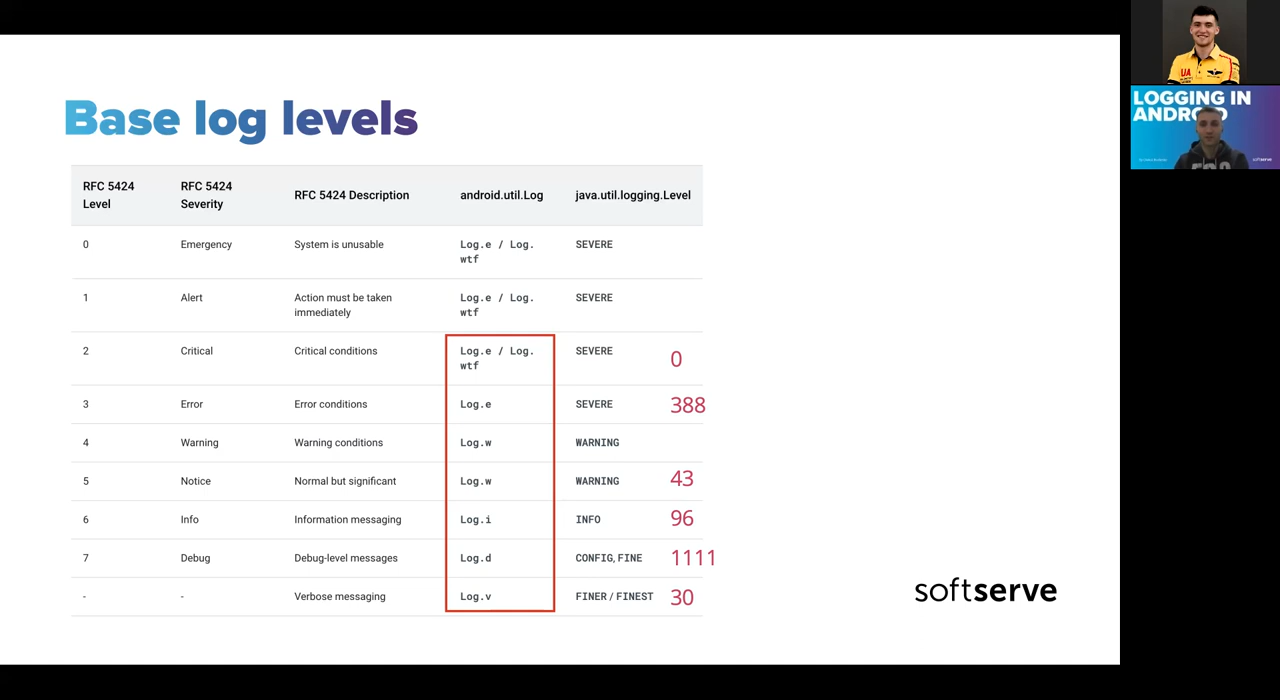 Base log levels
RFC 5424 Level
RFC 5424 Severity
RFC 5424 Description
android.util.Log
java.util.logging.Level
0
Emergency
System is unusable
Log.e / Log.
wtf
SEVERE
1
Alert
Action must be taken
immediately
Log.e / Log.
wtf
SEVERE
2
Critical
Critical conditions
Log.e / Log.
wtf
SEVERE
0
3
Error
Error conditions
Log.e
SEVERE
388
4
Warning
Warning conditions
Log.w
WARNING
5
Notice
Normal but significant
Log.w
WARNING
43
6
Info
Information messaging
Log.i
INFO
96
7
Debug
Debug-level messages
Log.d
CONFIG, FINE
1111
-
-
Verbose messaging
Log.v
FINER / FINEST
30
softserve
UA
LOGGING IN
softserve